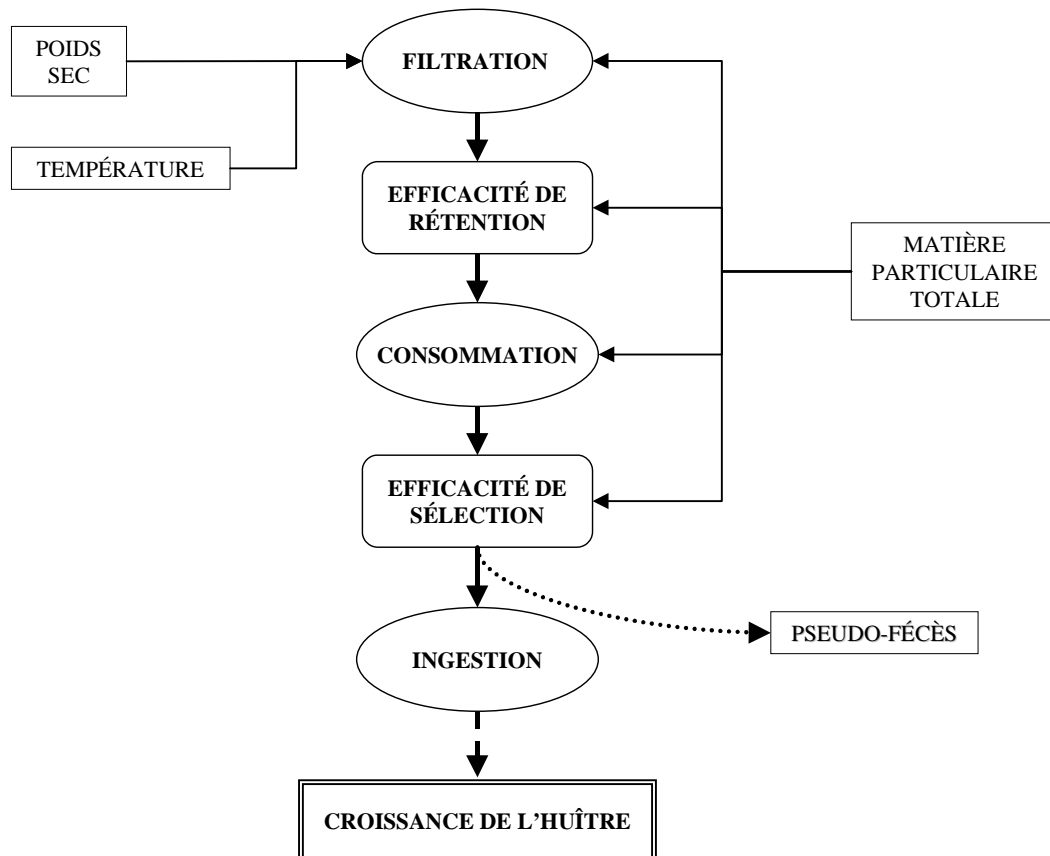 POIDS
SEC
FILTRATION
TEMPÉRATURE
EFFICACITÉ DE
RÉTENTION
MATIÈRE
PARTICULAIRE
TOTALE
CONSOMMATION
EFFICACITÉ DE
SÉLECTION
PSEUDO-FÉCÈS
INGESTION
CROISSANCE DE L'HUÎTRE